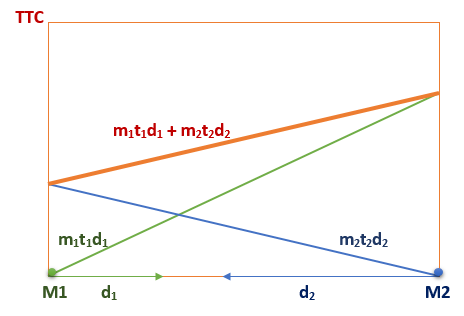 TTC
m₁t₁d₁ + m₂t₂d₂
m₁t₁d₁
m₂t₂d₂
M1
d₁
d₂
M2